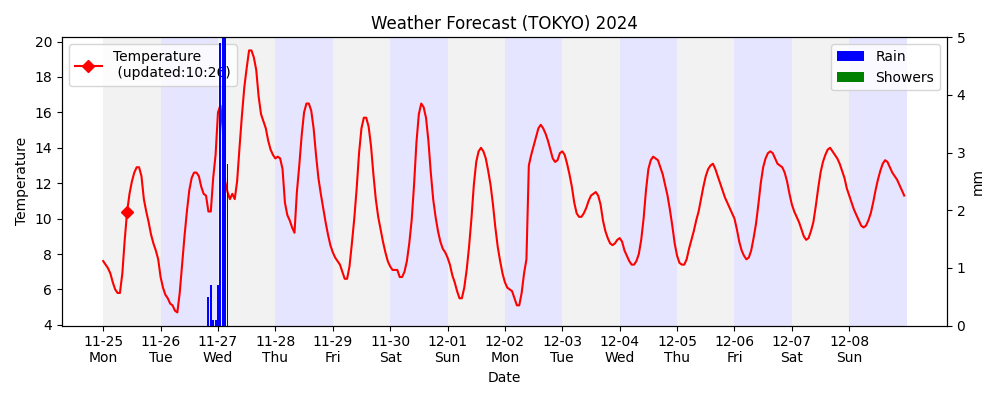 Weather Forecast (TOKYO) 2024
Temperature
(updated:10:26)
Rain
Showers
20
18
16
14
12
10
8
6
4
Temperature
5
4
3
2
1
0
mm
11-25 11-26 11-27 11-28 11-29 11-30 12-01 12-02 12-03 12-04 12-05 12-06 12-07 12-08
Mon Tue Wed Thu Fri Sat Sun Mon Tue Wed Thu Fri Sat Sun
Date